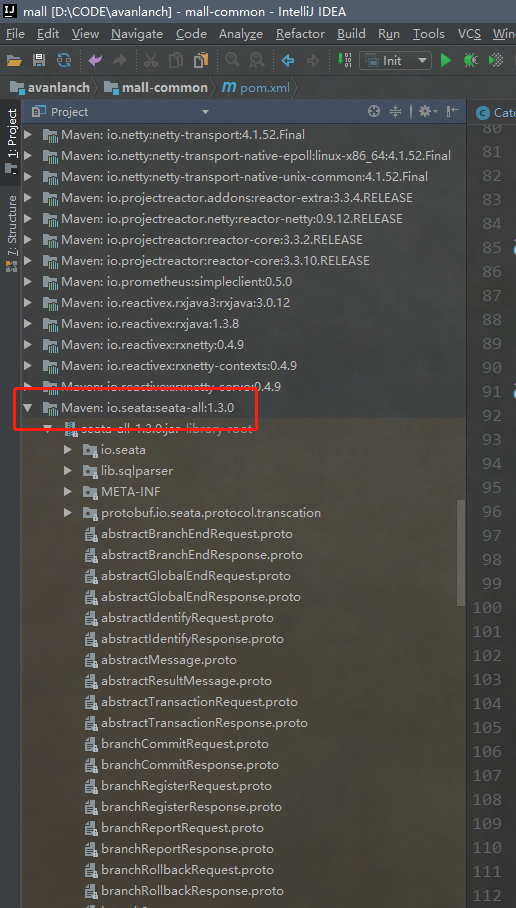 mall [D:\CODE\avanlanch] - mall-common - IntelliJ IDEA
File Edit View Navigate Code Analyze Refactor Build Run Tools VCS
Init
avanlanch mall-common pom.xml
1: Project
7: Structure
Project
Maven: io.netty:netty-transport:4.1.52.Final
Maven: io.netty:netty-transport-native-epoll:linux-x86_64:4.1.52.Final
Maven: io.netty:netty-transport-native-unix-common:4.1.52.Final
Maven: io.projectreactor.addons:reactor-extra:3.3.4.RELEASE
Maven: io.projectreactor.netty:reactor-netty:0.9.12.RELEASE
Maven: io.projectreactor:reactor-core:3.3.2.RELEASE
Maven: io.projectreactor:reactor-core:3.3.10.RELEASE
Maven: io.prometheus:simpleclient:0.5.0
Maven: io.reactivex.rxjava3:rxjava:3.0.12
Maven: io.reactivex:rxjava:1.3.8
Maven: io.reactivex:rxnetty:0.4.9
Maven: io.reactivex:rxnetty-contexts:0.4.9
Maven: io.reactivex:rxnetty-servo:0.4.9
Maven: io.seata:seata-all:1.3.0
seata-all-1.3.0.jar library root
io.seata
lib.sqlparser
META-INF
protobuf.io.seata.protocol.transcation
abstractBranchEndRequest.proto
abstractBranchEndResponse.proto
abstractGlobalEndRequest.proto
abstractGlobalEndResponse.proto
abstractIdentifyRequest.proto
abstractIdentifyResponse.proto
abstractMessage.proto
abstractResultMessage.proto
abstractTransactionRequest.proto
abstractTransactionResponse.proto
branchCommitRequest.proto
branchCommitResponse.proto
branchRegisterRequest.proto
branchRegisterResponse.proto
branchReportRequest.proto
branchReportResponse.proto
branchRollbackRequest.proto
branchRollbackResponse.proto
80
81
82
83
84
85
86
87
88
89
90
91
92
93
94
95
96
97
98
99
100
101
102
103
104
105
106
107
108
109
110
111
112